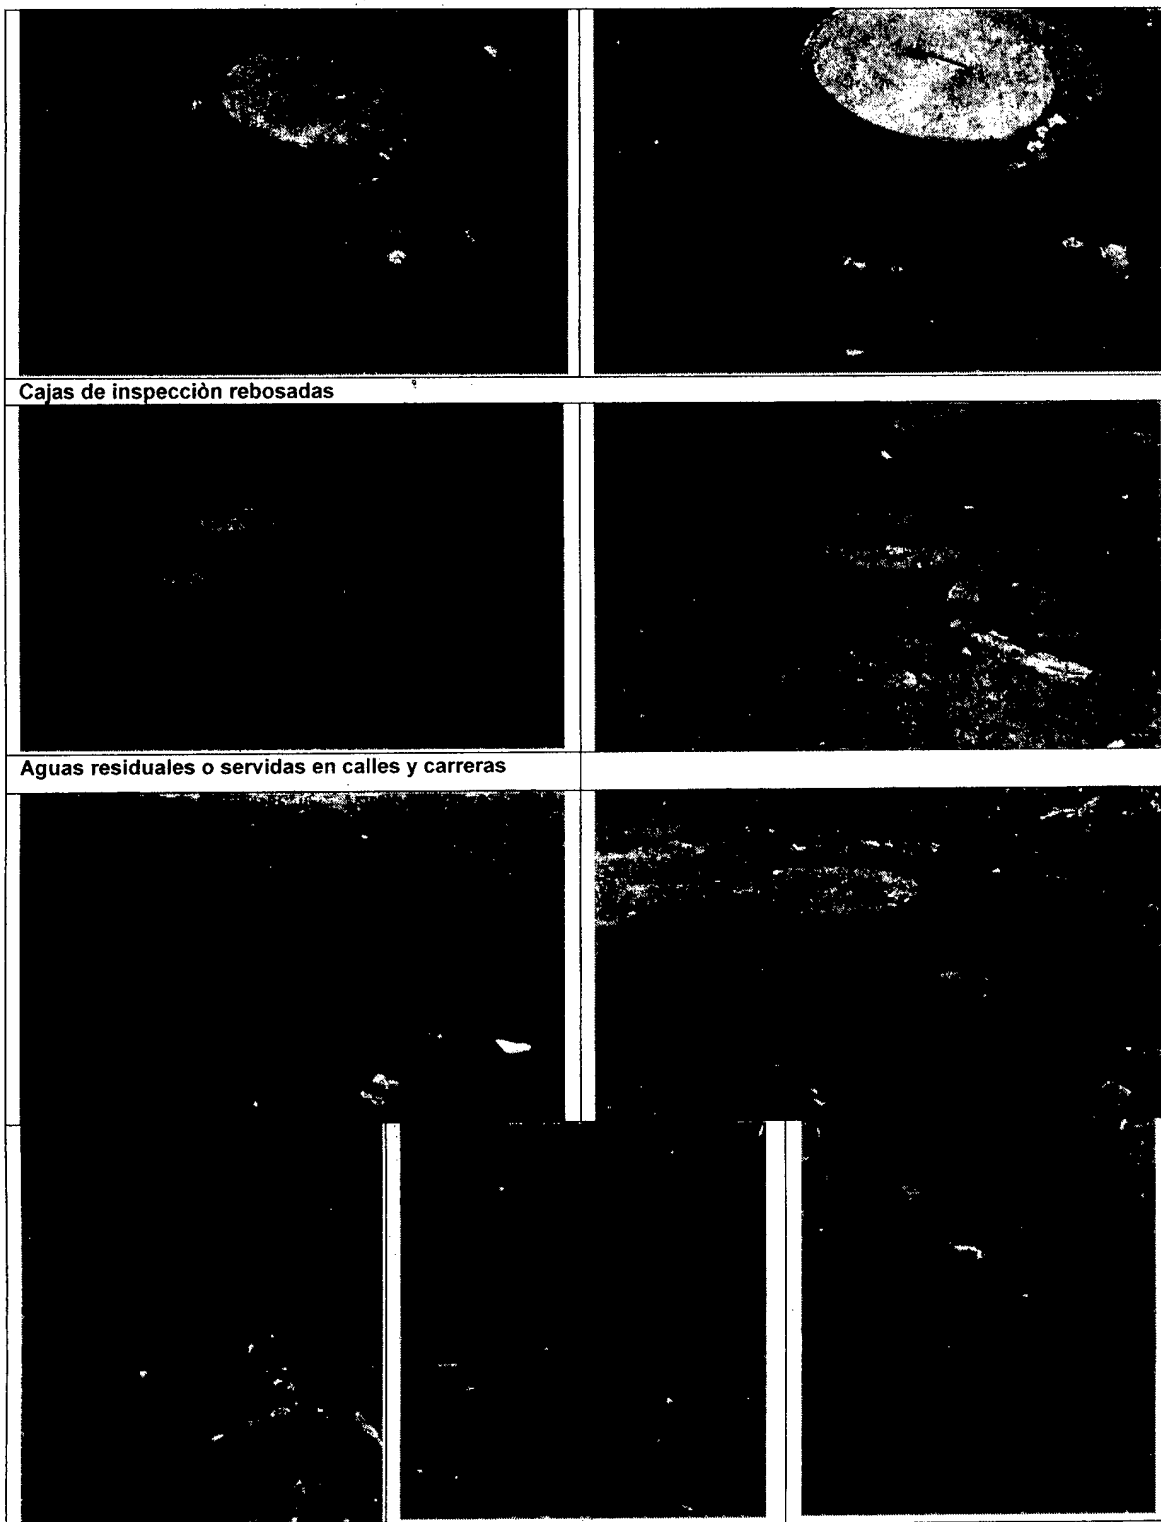 Cajas de inspecciòn rebosadas
Aguas residuales o servidas en calles y carreras